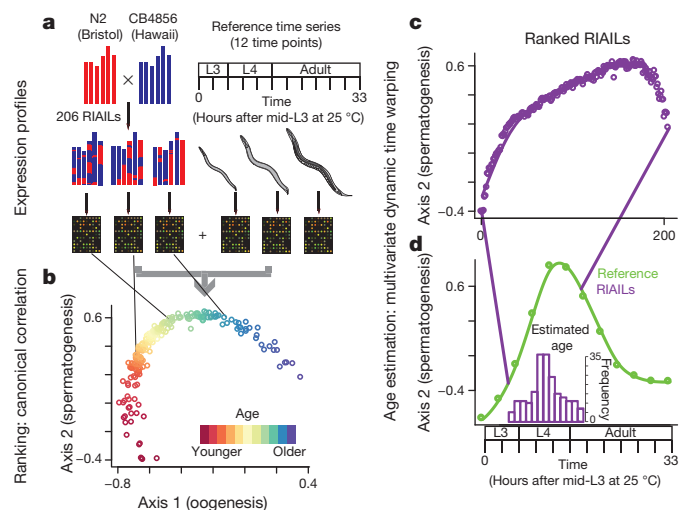 a
N2
(Bristol)
CB4856
(Hawaii)
×
206 RIAILs
Reference time series
(12 time points)
L3
L4
Adult
0
33
Time
(Hours after mid-L3 at 25 °C)
+
Expression profiles
b
Ranking: canonical correlation
Axis 2 (spermatogenesis)
0.6
−0.4
Age
Younger
Older
−0.8
0.4
Axis 1 (oogenesis)
Age estimation: multivariate dynamic time warping
c
Ranked RIAILs
Axis 2 (spermatogenesis)
0.6
−0.4
0
200
d
Reference
RIAILs
Axis 2 (spermatogenesis)
0.6
−0.4
Estimated
age
35
0
Frequency
L3
L4
Adult
0
33
Time
(Hours after mid-L3 at 25 °C)